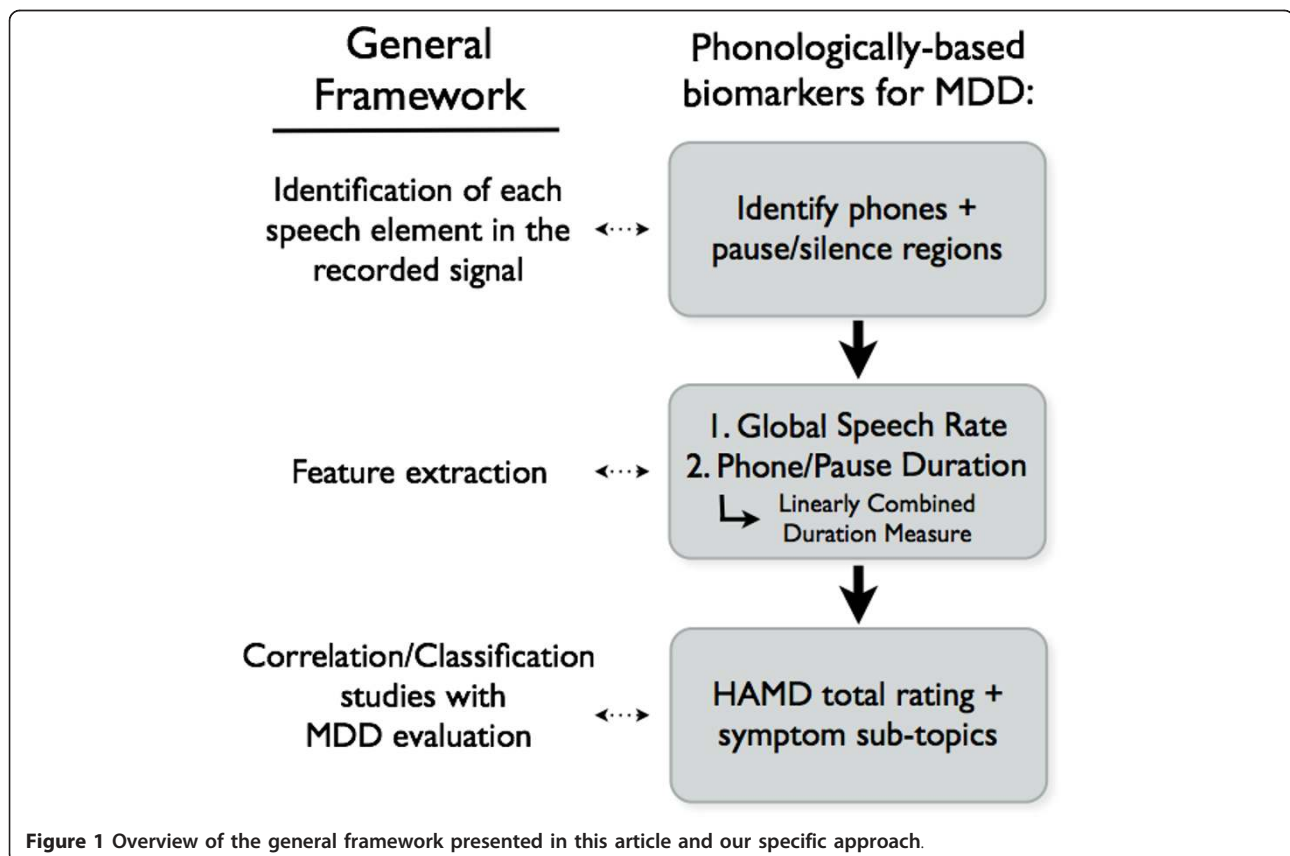 General
Framework
Phonologically-based
biomarkers for MDD:
Identification of each
speech element in the
recorded signal
Identify phones +
pause/silence regions
Feature extraction
1. Global Speech Rate
2. Phone/Pause Duration
Linearly Combined
Duration Measure
Correlation/Classification
studies with
MDD evaluation
HAMD total rating +
symptom sub-topics
Figure 1 Overview of the general framework presented in this article and our specific approach.